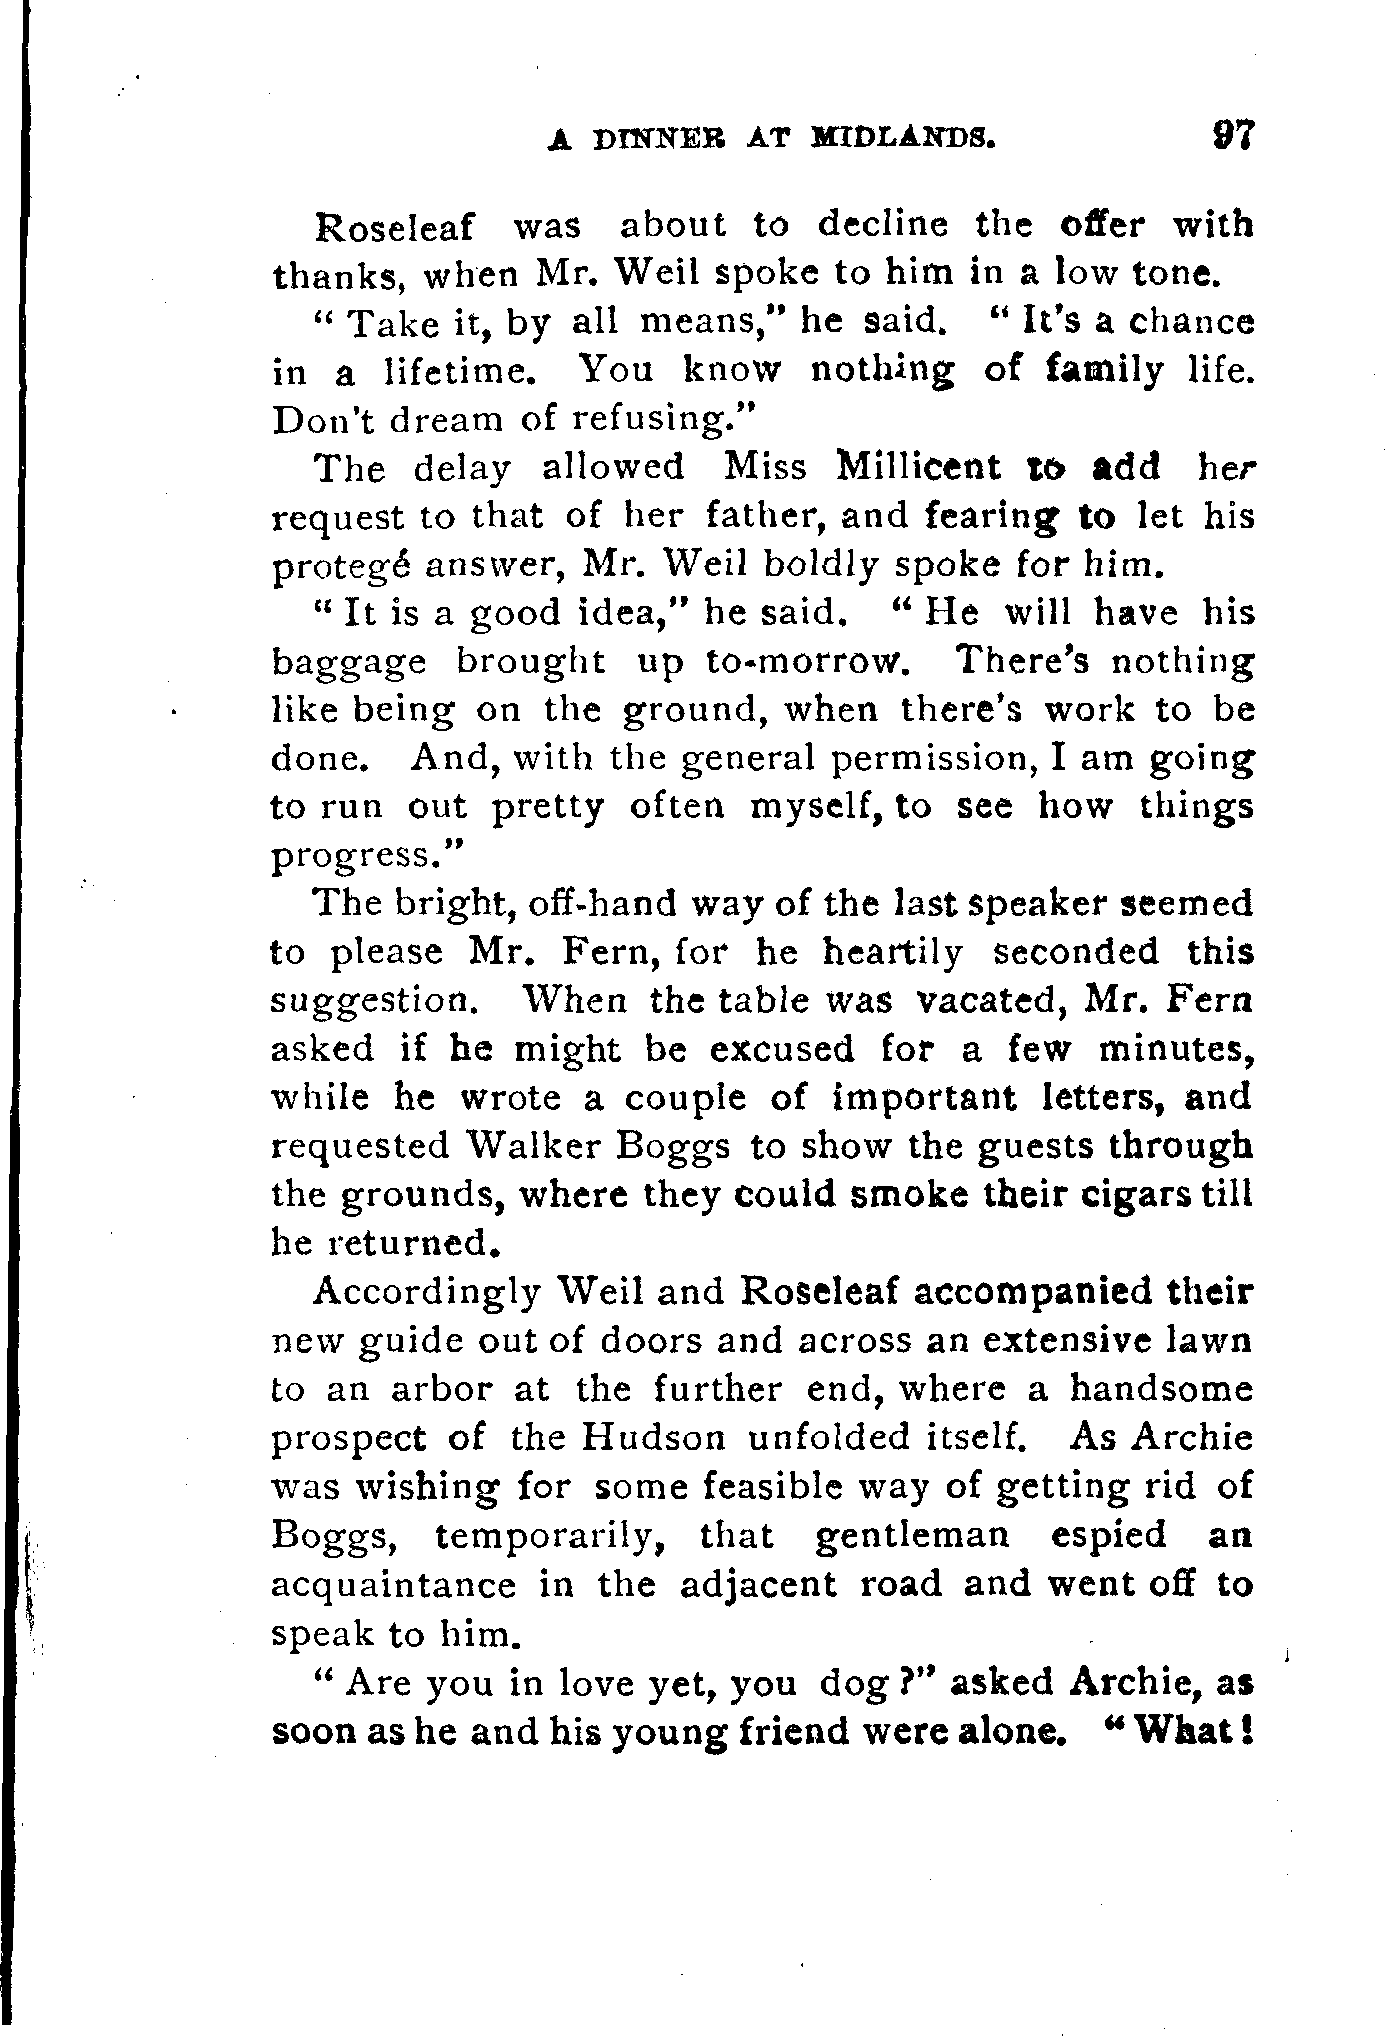 A DINNER AT MIDLANDS. 97
Roseleaf was about to decline the offer with
thanks, when Mr. Weil spoke to him in a low tone.
“ Take it, by all means,” he said. “ It's a chance
in a lifetime. You know nothing of family life.
Don't dream of refusing.”
The delay allowed Miss Millicent to add her
request to that of her father, and fearing to let his
protegé answer, Mr. Weil boldly spoke for him.
“ It is a good idea,” he said. “ He will have his
baggage brought up to-morrow. There's nothing
like being on the ground, when there's work to be
done. And, with the general permission, I am going
to run out pretty often myself, to see how things
progress.”
The bright, off-hand way of the last speaker seemed
to please Mr. Fern, for he heartily seconded this
suggestion. When the table was vacated, Mr. Fern
asked if he might be excused for a few minutes,
while he wrote a couple of important letters, and
requested Walker Boggs to show the guests through
the grounds, where they could smoke their cigars till
he returned.
Accordingly Weil and Roseleaf accompanied their
new guide out of doors and across an extensive lawn
to an arbor at the further end, where a handsome
prospect of the Hudson unfolded itself. As Archie
was wishing for some feasible way of getting rid of
Boggs, temporarily, that gentleman espied an
acquaintance in the adjacent road and went off to
speak to him.
“ Are you in love yet, you dog ?” asked Archie, as
soon as he and his young friend were alone. “ What !